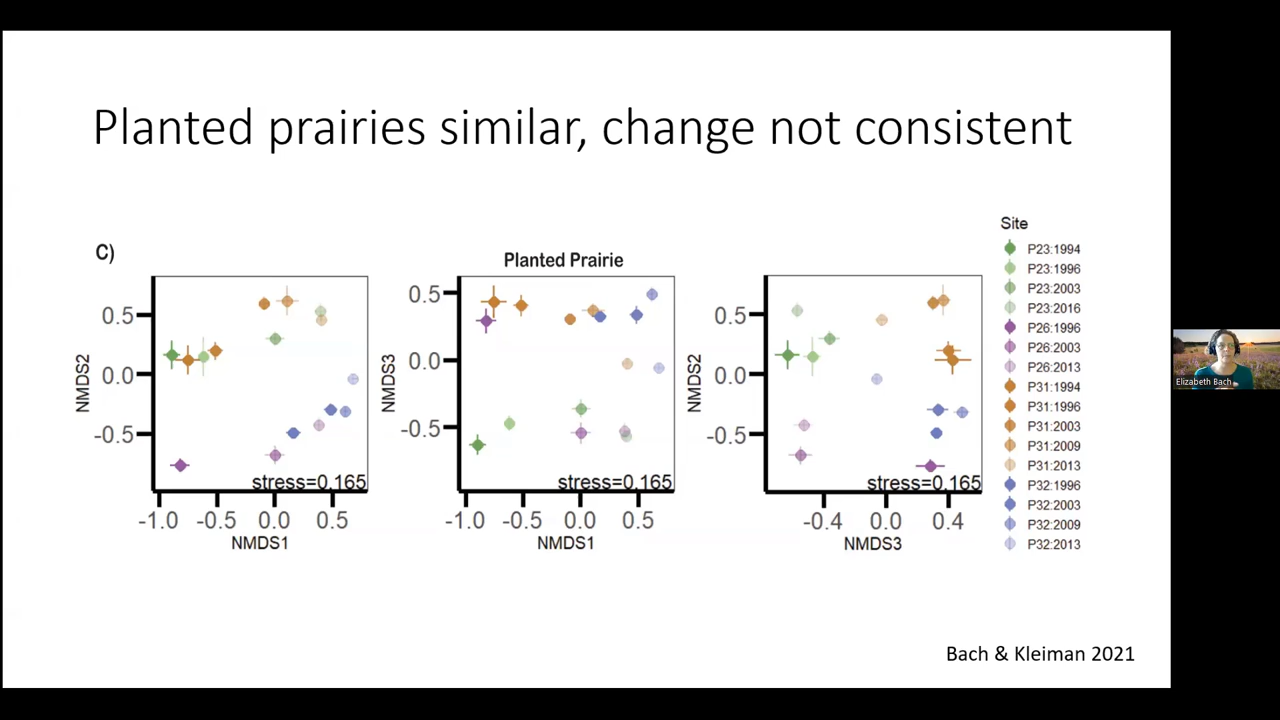 Planted prairies similar, change not consistent
C)
Planted Prairie
NMDS2
0.5
0.0
-0.5
stress=0.165
-1.0 -0.5 0.0 0.5
NMDS1
NMDS3
0.5
0.0
-0.5
stress=0.165
-1.0 -0.5 0.0 0.5
NMDS1
NMDS2
0.5
0.0
-0.5
stress=0.165
-0.4 0.0 0.4
NMDS3
Site
P23:1994
P23:1996
P23:2003
P23:2016
P26:1996
P26:2003
P26:2013
P31:1994
P31:1996
P31:2003
P31:2009
P31:2013
P32:1996
P32:2003
P32:2009
P32:2013
Elizabeth Bach
Bach & Kleiman 2021